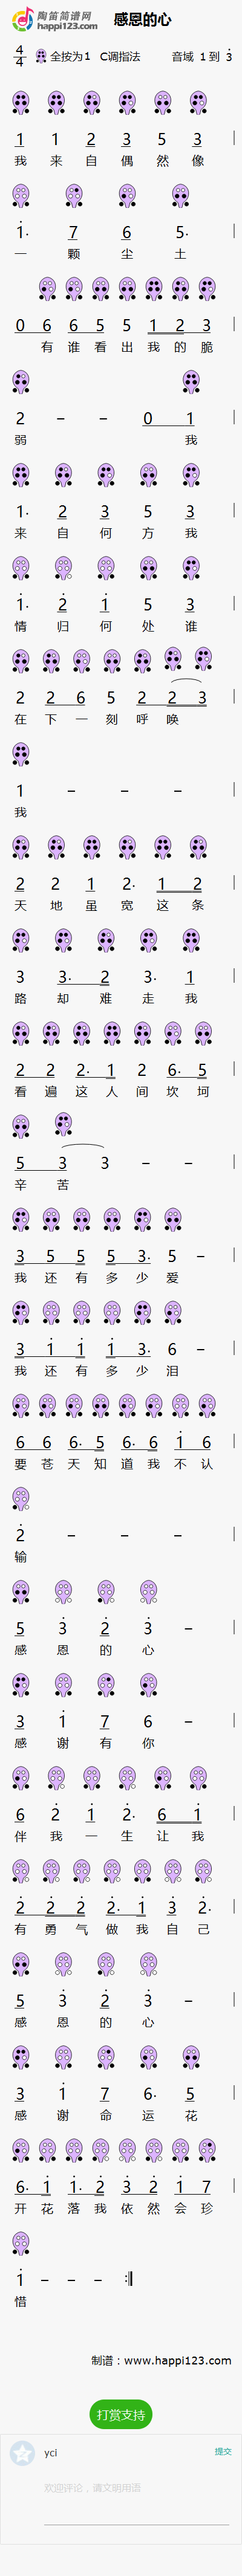 陶笛简谱网
happi123.com
感恩的心
4/4 全按为1 C调指法 音域 1 到 3̇
1 1 2 3 5 3 |
我 来 自 偶 然 像
1̇. 7 6 5. |
一 颗 尘 土
0 6 6 5 5 1 2 3 |
有 谁 看 出 我 的 脆
2 – – 0 1 |
弱 我
1. 2 3 5 3 |
来 自 何 方 我
1̇. 2̇ 1̇ 5 3 |
情 归 何 处 谁
2 2 6 5 2 2 3 |
在 下 一 刻 呼 唤
1 – – – |
我
2 2 1 2. 1 2 |
天 地 虽 宽 这 条
3 3. 2 3. 1 |
路 却 难 走 我
2 2 2. 1 2 6. 5 |
看 遍 这 人 间 坎 坷
5 3 3 – – |
辛 苦
3 5 5 5 3. 5 – |
我 还 有 多 少 爱
3 1̇ 1̇ 1̇ 3. 6 – |
我 还 有 多 少 泪
6 6 6. 5 6. 6 1̇ 6 |
要 苍 天 知 道 我 不 认
2̇ – – – |
输
5 3̇ 2̇ 3̇ – |
感 恩 的 心
3 1̇ 7 6 – |
感 谢 有 你
6 2̇ 1̇ 2̇. 6 1̇ |
伴 我 一 生 让 我
2̇ 2̇ 2̇ 2̇. 1̇ 3̇ 2̇. |
有 勇 气 做 我 自 己
5 3̇ 2̇ 3̇ – |
感 恩 的 心
3 1̇ 7 6. 5 |
感 谢 命 运 花
6. 1̇ 1̇. 2̇ 3̇ 2̇ 1̇ 7 |
开 花 落 我 依 然 会 珍
1̇ – – – :||
惜
制谱：www.happi123.com
打赏支持
yci 提交
欢迎评论，请文明用语